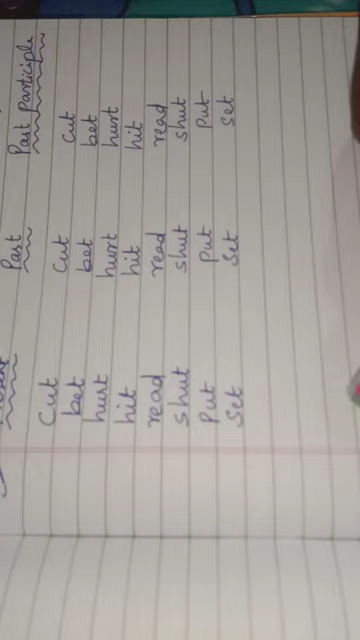 Past Past Participle
Cut cut cut
bet bet bet
hurt hurt hurt
hit hit hit
read read read
shut shut shut
Put Put Put
Set Set Set